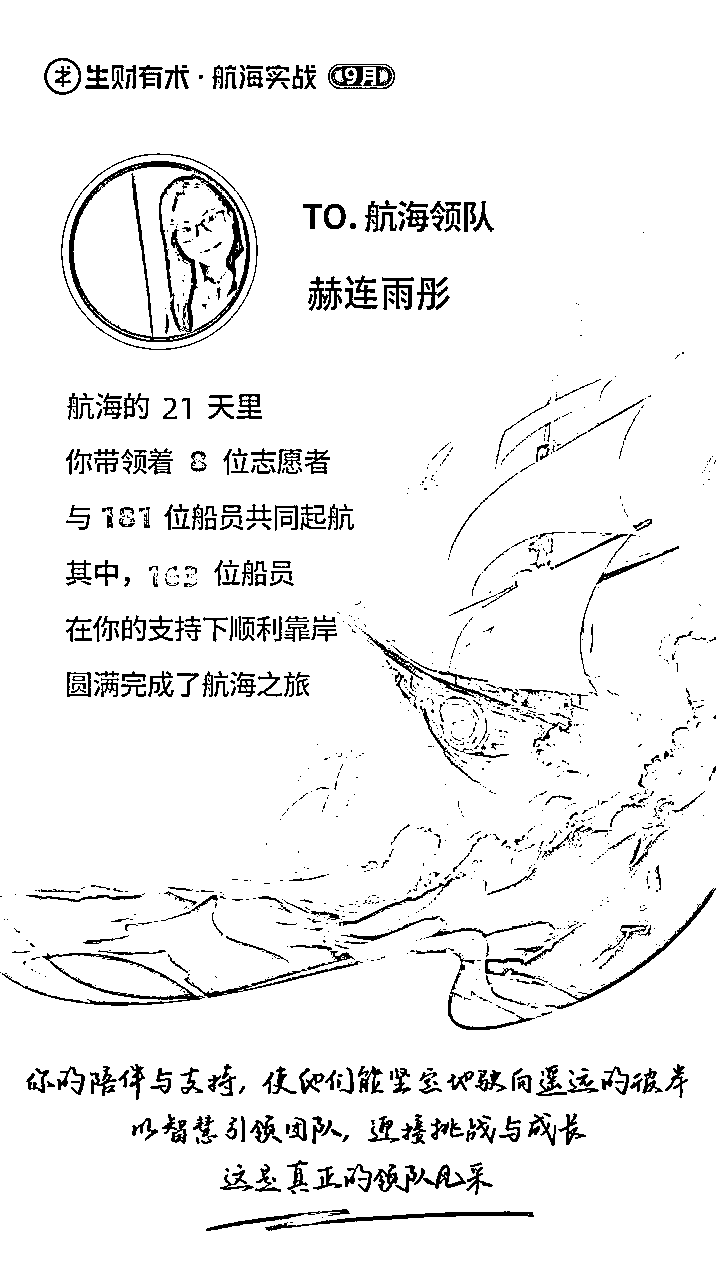 生财有术·航海实战 9月
TO.航海领队
赫连雨彤
航海的 21 天里
你带领着 8 位志愿者
与 181 位船员共同起航
其中，163 位船员
在你的支持下顺利靠岸
圆满完成了航海之旅
你的陪伴与支持，使他们能坚定地驶向遥远的彼岸
以智慧引领团队，迎接挑战与成长
这是真正的领队风采